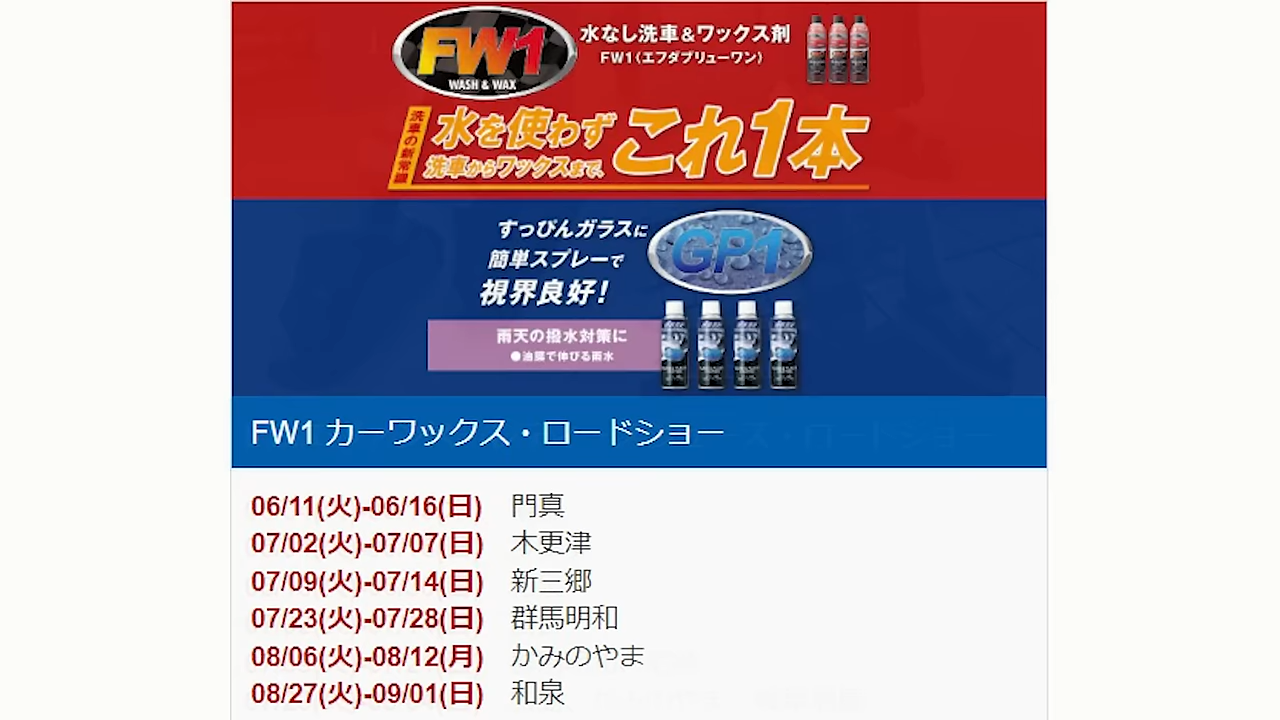 FW1
WASH & WAX
水なし洗車&ワックス剤
FW1(エフダブリューワン)
洗車の新常識
水を使わず
洗車からワックスまで、
これ1本
すっぴんガラスに
簡単スプレーで
視界良好!
GP1
雨天の撥水対策に
●油膜で伸びる雨水
FW1 カーワックス・ロードショー
06/11(火)-06/16(日) 門真
07/02(火)-07/07(日) 木更津
07/09(火)-07/14(日) 新三郷
07/23(火)-07/28(日) 群馬明和
08/06(火)-08/12(月) かみのやま
08/27(火)-09/01(日) 和泉